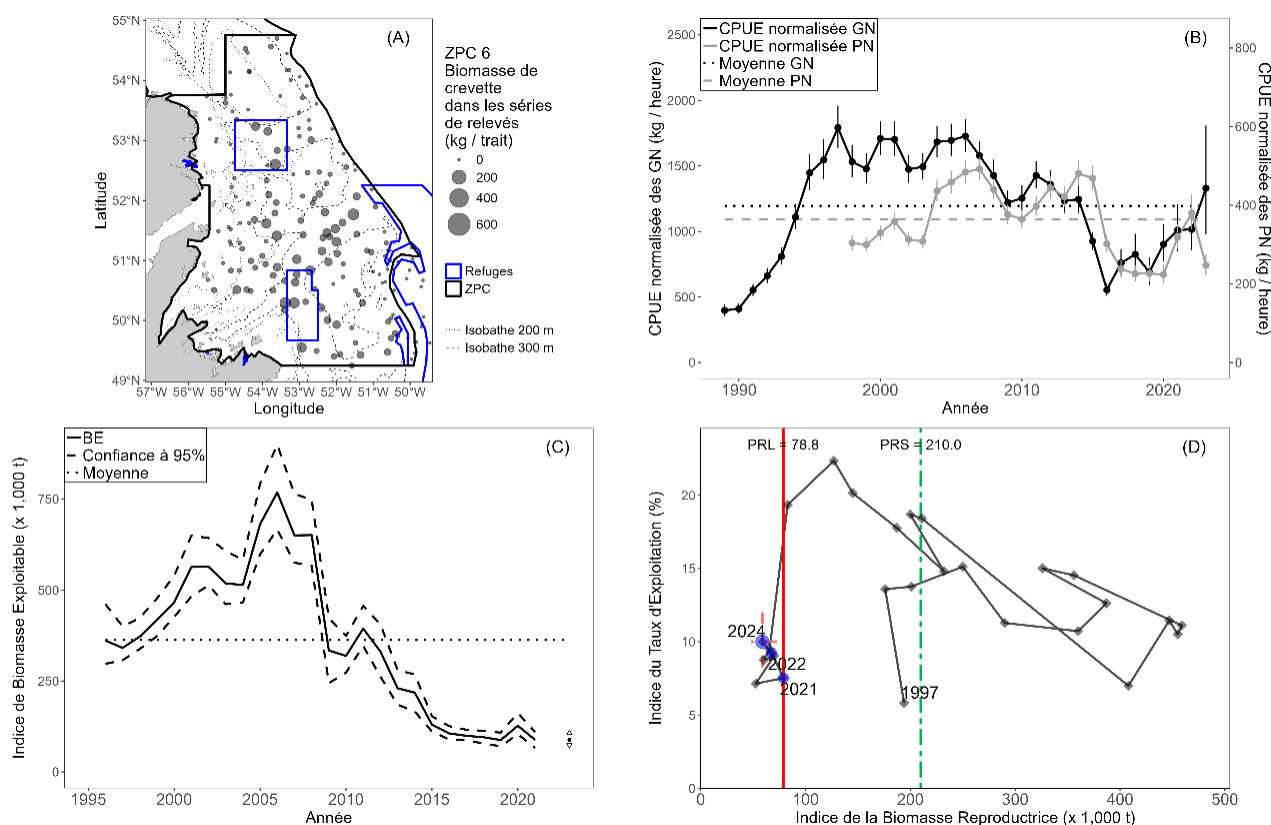 (A)
55°N
54°N
53°N
52°N
51°N
50°N
49°N
Latitude
57°W 56°W 55°W 54°W 53°W 52°W 51°W 50°W
Longitude
ZPC 6
Biomasse de
crevette
dans les séries
de relevés
(kg / trait)
0
200
400
600
Refuges
ZPC
Isobathe 200 m
Isobathe 300 m
(B)
CPUE normalisée GN
CPUE normalisée PN
Moyenne GN
Moyenne PN
CPUE normalisée des GN (kg / heure)
2500
2000
1500
1000
500
0
CPUE normalisée des PN (kg / heure)
800
600
400
200
0
1990 2000 2010 2020
Année
(C)
BE
Confiance à 95%
Moyenne
Indice de Biomasse Exploitable (x 1,000 t)
750
500
250
0
1995 2000 2005 2010 2015 2020
Année
(D)
PRL = 78.8 PRS = 210.0
Indice du Taux d'Exploitation (%)
20
15
10
5
0
2024
2022
2021
1997
0 100 200 300 400 500
Indice de la Biomasse Reproductrice (x 1,000 t)